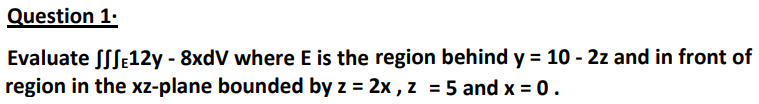 Question 1·
Evaluate ∫∫∫E12y - 8xdV where E is the region behind y = 10 - 2z and in front of
region in the xz-plane bounded by z = 2x , z  = 5 and x = 0 .